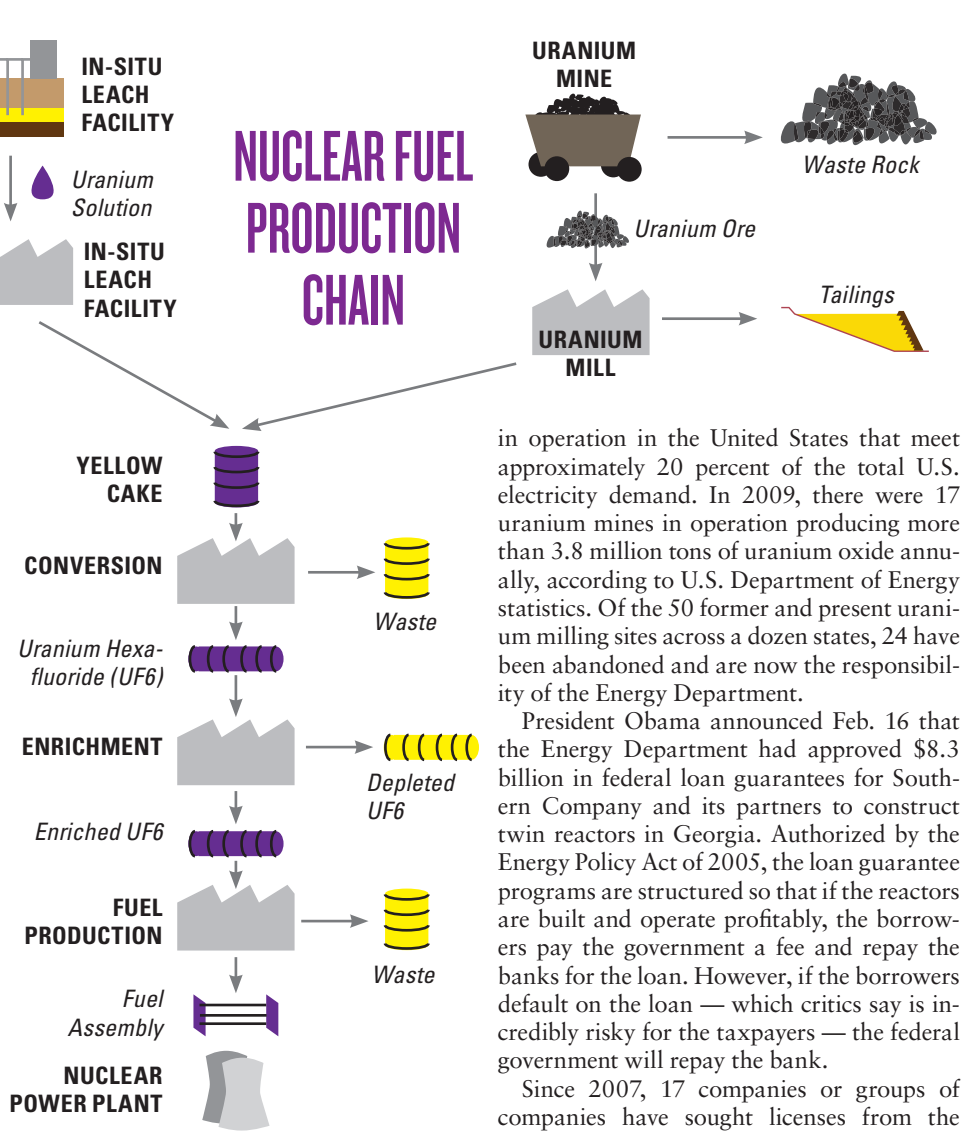 IN-SITU
LEACH
FACILITY
Uranium
Solution
IN-SITU
LEACH
FACILITY
NUCLEAR FUEL
PRODUCTION
CHAIN
URANIUM
MINE
Waste Rock
Uranium Ore
URANIUM
MILL
Tailings
YELLOW
CAKE
CONVERSION
Waste
Uranium Hexa-
fluoride (UF6)
ENRICHMENT
Depleted
UF6
Enriched UF6
FUEL
PRODUCTION
Waste
Fuel
Assembly
NUCLEAR
POWER PLANT
in operation in the United States that meet
approximately 20 percent of the total U.S.
electricity demand. In 2009, there were 17
uranium mines in operation producing more
than 3.8 million tons of uranium oxide annu-
ally, according to U.S. Department of Energy
statistics. Of the 50 former and present urani-
um milling sites across a dozen states, 24 have
been abandoned and are now the responsibil-
ity of the Energy Department.
President Obama announced Feb. 16 that
the Energy Department had approved $8.3
billion in federal loan guarantees for South-
ern Company and its partners to construct
twin reactors in Georgia. Authorized by the
Energy Policy Act of 2005, the loan guarantee
programs are structured so that if the reactors
are built and operate profitably, the borrow-
ers pay the government a fee and repay the
banks for the loan. However, if the borrowers
default on the loan — which critics say is in-
credibly risky for the taxpayers — the federal
government will repay the bank.
Since 2007, 17 companies or groups of
companies have sought licenses from the